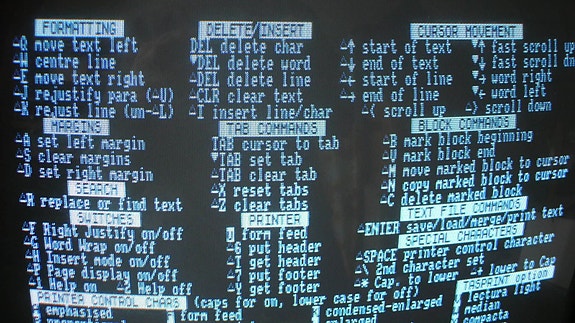 FORMATTING
△Q move text left
△W centre line
△E move text right
△J rejustify para (△U)
△K rejust line (un-△L)
DELETE/INSERT
DEL delete char
▼DEL delete word
△DEL delete line
△CLR clear text
△I insert line/char
CURSOR MOVEMENT
△↑ start of text
△↓ end of text
△← start of line
△→ end of line
△< scroll up
▼↑ fast scroll up
▼↓ fast scroll dn
▼→ word right
▼← word left
△> scroll down
MARGINS
△A set left margin
△S clear margins
△D set right margin
TAB COMMANDS
TAB cursor to tab
▼TAB set tab
△TAB clear tab
△X reset tabs
△Z clear tabs
BLOCK COMMANDS
△B mark block beginning
△V mark block end
△M move marked block to cursor
△N copy marked block to cursor
△C delete marked block
SEARCH
△R replace or find text
TEXT FILE COMMANDS
△ENTER save/load/merge/print text
SWITCHES
△F Right Justify on/off
△G Word Wrap on/off
△H Insert mode on/off
△P Page display on/off
△1 Help on △2 Help off
PRINTER
0 form feed
△6 put header
△T get header
△7 put footer
△Y get footer
SPECIAL CHARACTERS
△SPACE printer control character
△\ 2nd character set
△* Cap. to lower △+ lower to Cap
PRINTER CONTROL CHARS (caps for on, lower case for off)
emphasised
form feed
condensed-enlarged
enlarged
TASPRINT option
lectura light
median
compacta